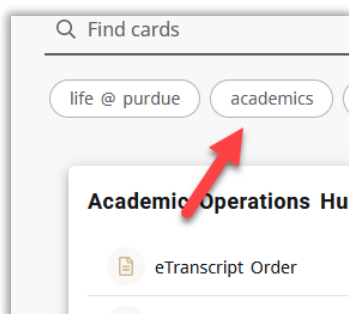 Find cards
life @ purdue
academics
Academic Operations Hu
eTranscript Order